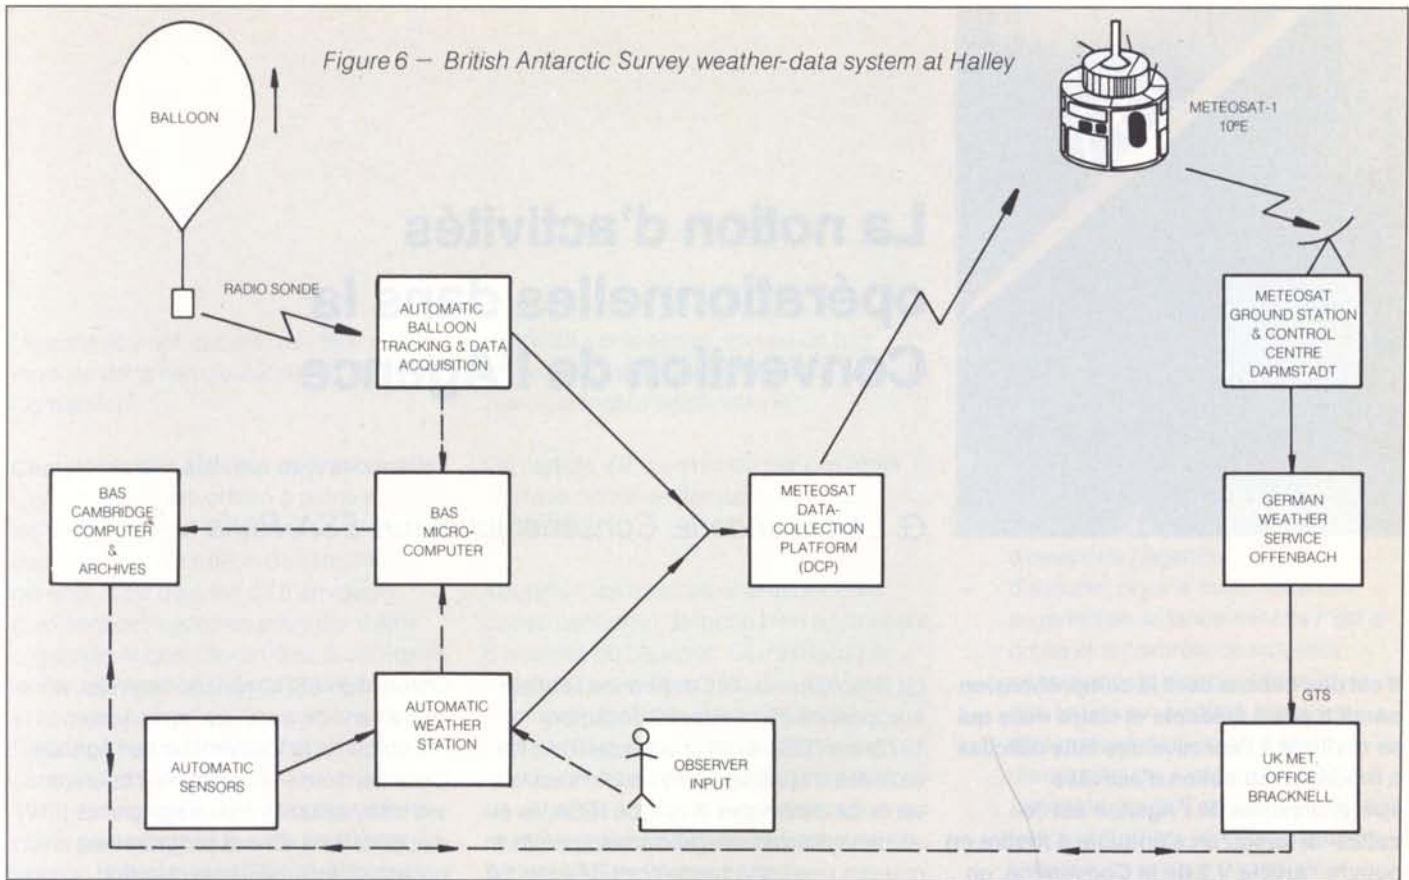 Figure 6 — British Antarctic Survey weather-data system at Halley
BALLOON
METEOSAT-1
10°E
La notion d'activités
opérationnelles dans la
Convention de l'Agence
RADIO SONDE
AUTOMATIC
BALLOON
TRACKING & DATA
ACQUISTION
METEOSAT
GROUND STATION
& CONTROL
CENTRE
DARMSTADT
BAS
CAMBRIDGE
COMPUTER
&
ARCHIVES
BAS
MICRO-
COMPUTER
METEOSAT
DATA-
COLLECTION
PLATFORM
(DCP)
GERMAN
WEATHER
SERVICE
OFFENBACH
AUTOMATIC
SENSORS
AUTOMATIC
WEATHER
STATION
OBSERVER
INPUT
GTS
UK MET.
OFFICE
BRACKNELL